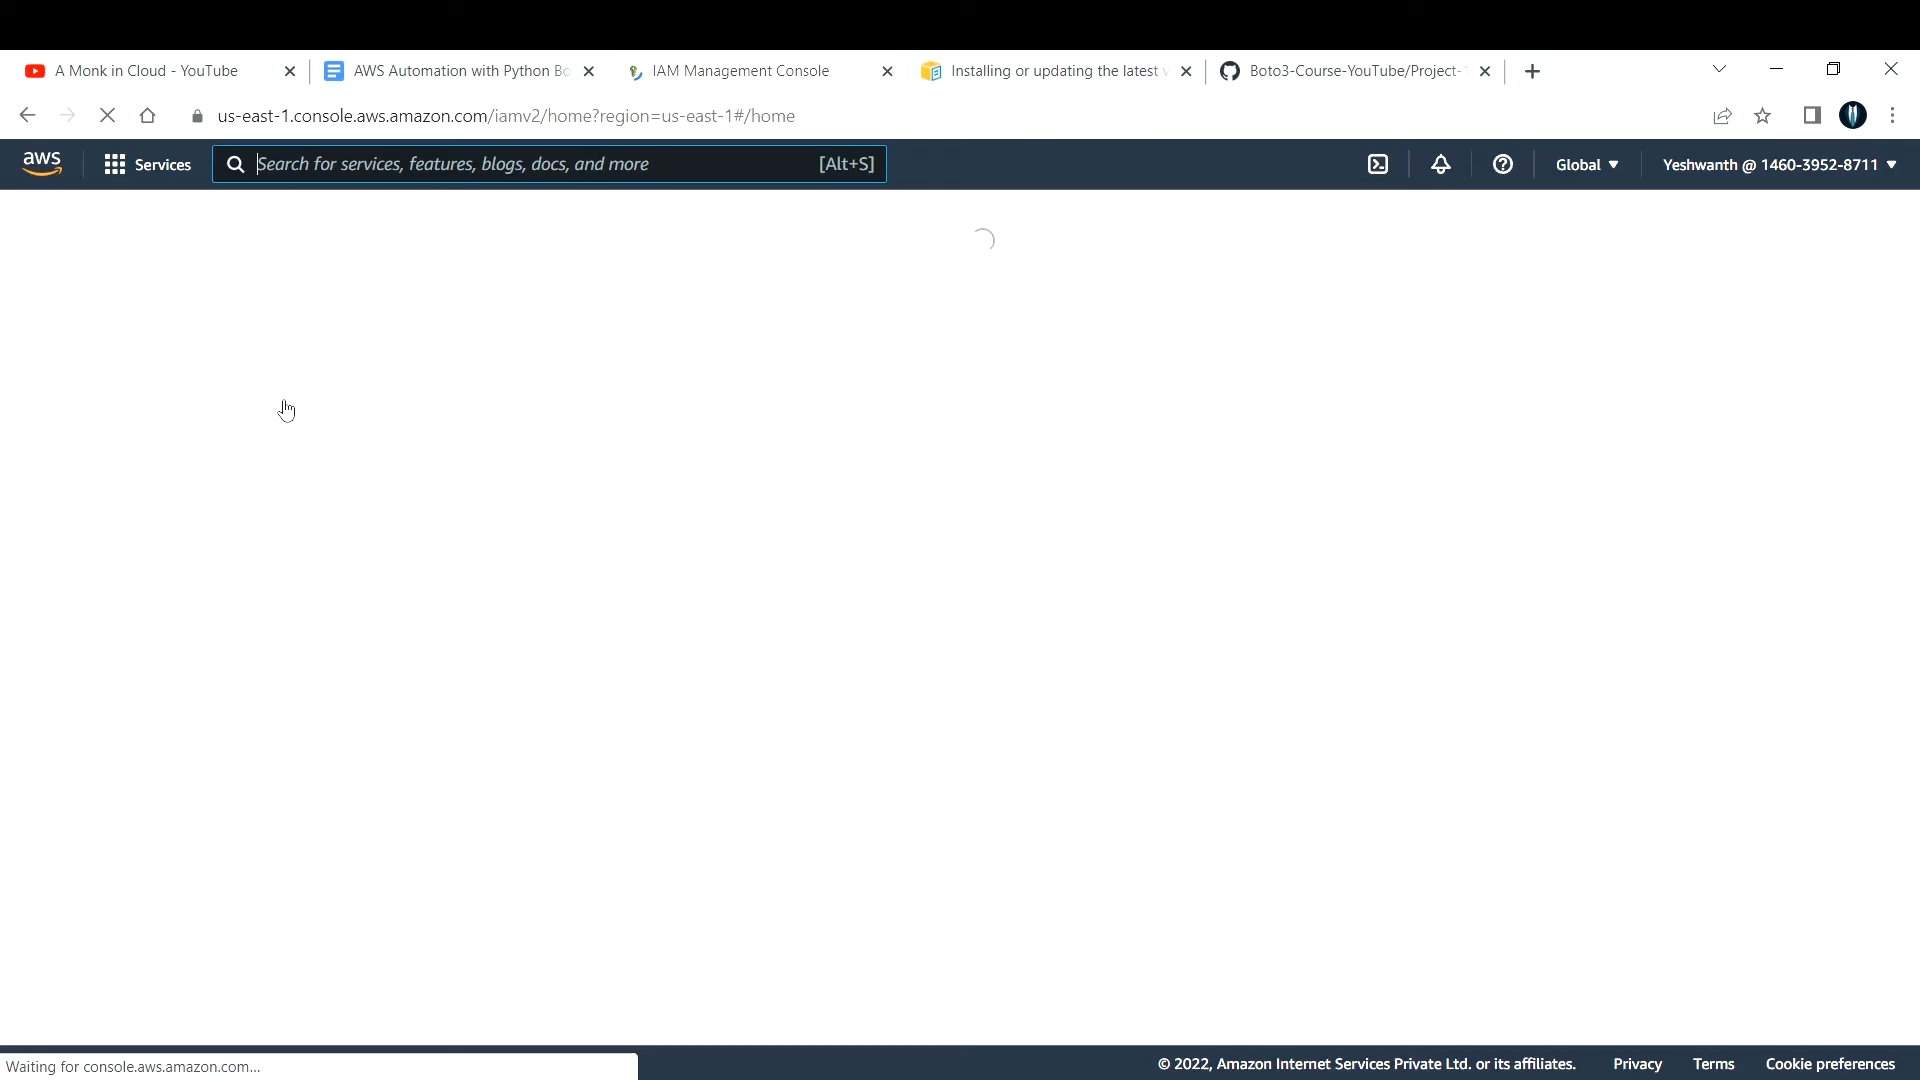 A Monk in Cloud - YouTube
AWS Automation with Python Bo
IAM Management Console
Installing or updating the latest
Boto3-Course-YouTube/Project-
us-east-1.console.aws.amazon.com/iamv2/home?region=us-east-1#/home
aws
Services
Search for services, features, blogs, docs, and more
[Alt+S]
Global
Yeshwanth @ 1460-3952-8711
Waiting for console.aws.amazon.com...
© 2022, Amazon Internet Services Private Ltd. or its affiliates.
Privacy
Terms
Cookie preferences